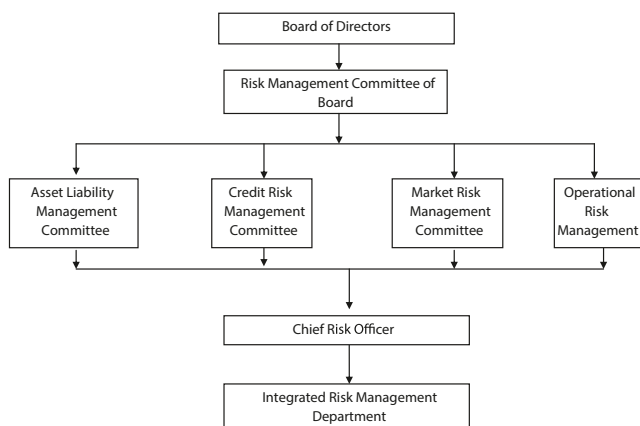 Board of Directors
Risk Management Committee of
Board
Asset Liability
Management
Committee
Credit Risk
Management
Committee
Market Risk
Management
Committee
Operational
Risk
Management
Chief Risk Officer
Integrated Risk Management
Department